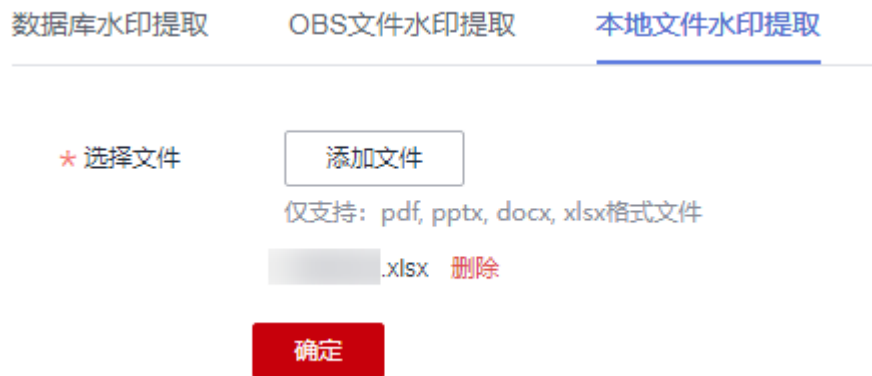 数据库水印提取 OBS文件水印提取 本地文件水印提取
* 选择文件 添加文件
仅支持：pdf, pptx, docx, xlsx格式文件
.xlsx 删除
确定